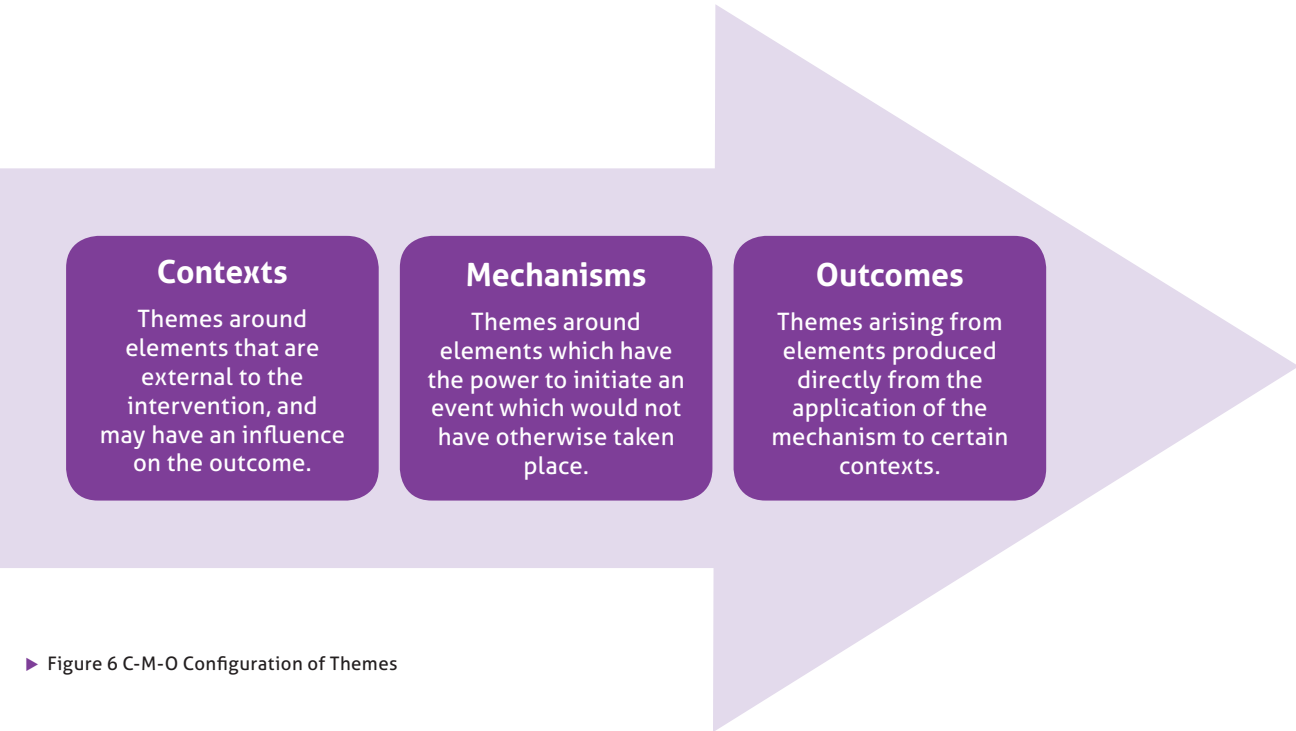 Contexts
Themes around
elements that are
external to the
intervention, and
may have an influence
on the outcome.
Mechanisms
Themes around
elements which have
the power to initiate an
event which would not
have otherwise taken
place.
Outcomes
Themes arising from
elements produced
directly from the
application of the
mechanism to certain
contexts.
Figure 6 C-M-O Configuration of Themes